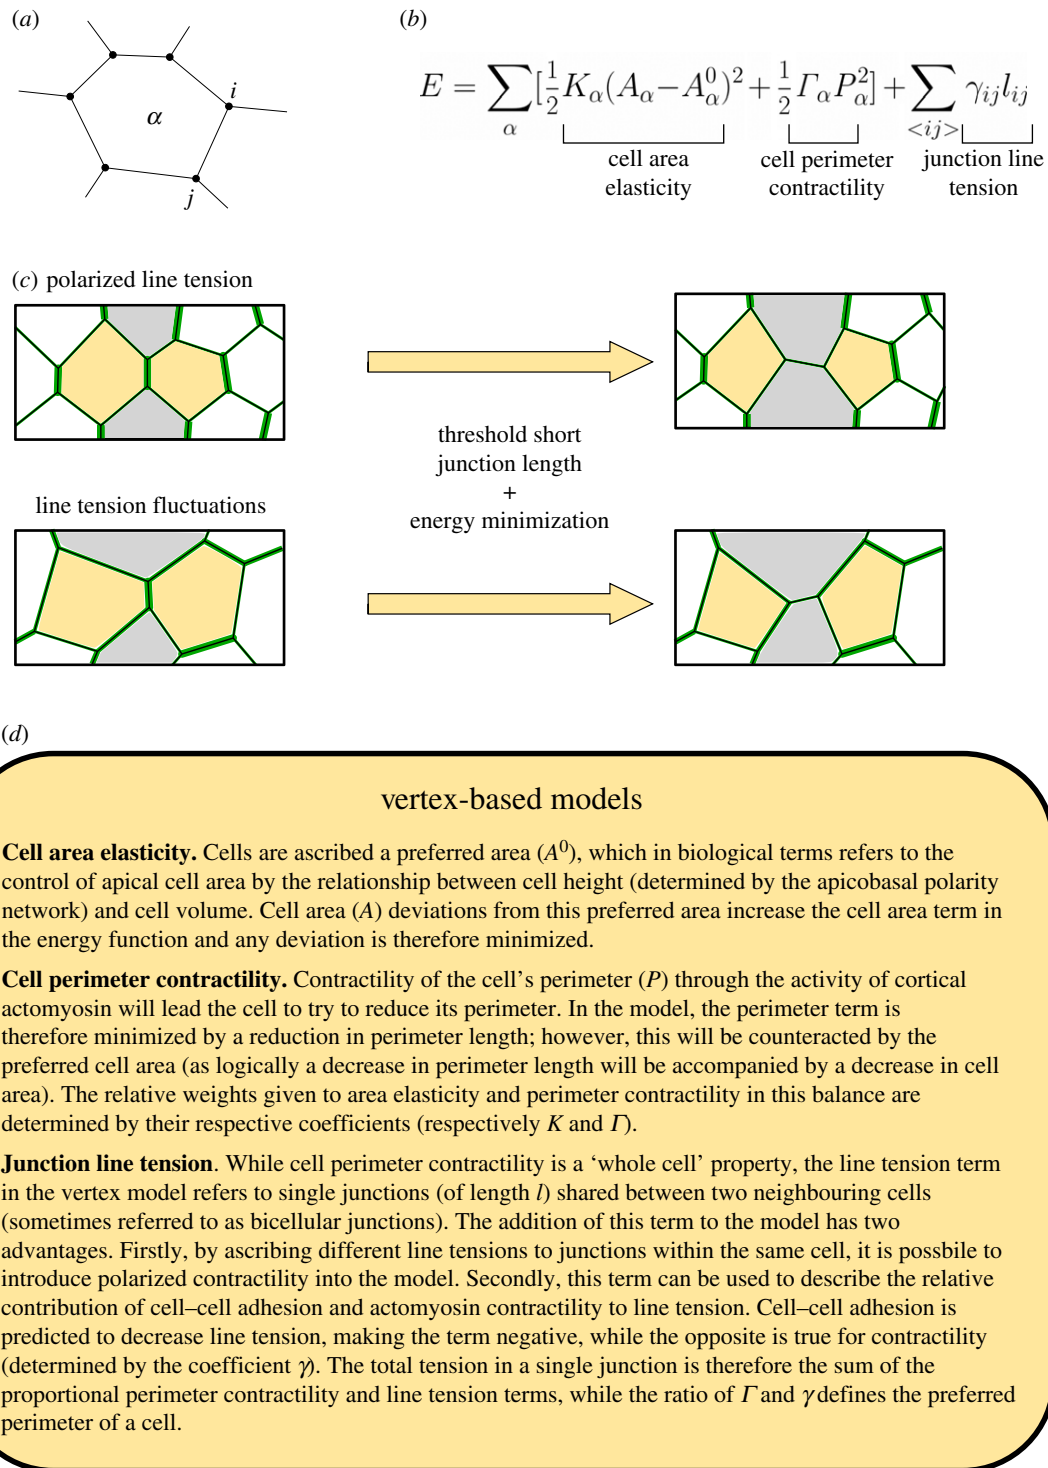 (a)
α
i
j
(b)
E = ∑α [½Kα(Aα−A⁰α)² + ½ΓαP²α] + ∑<ij> γij lij
cell area
elasticity
cell perimeter
contractility
junction line
tension
(c) polarized line tension
threshold short
junction length
+
energy minimization
line tension fluctuations
(d)
vertex-based models
Cell area elasticity. Cells are ascribed a preferred area (A⁰), which in biological terms refers to the
control of apical cell area by the relationship between cell height (determined by the apicobasal polarity
network) and cell volume. Cell area (A) deviations from this preferred area increase the cell area term in
the energy function and any deviation is therefore minimized.
Cell perimeter contractility. Contractility of the cell's perimeter (P) through the activity of cortical
actomyosin will lead the cell to try to reduce its perimeter. In the model, the perimeter term is
therefore minimized by a reduction in perimeter length; however, this will be counteracted by the
preferred cell area (as logically a decrease in perimeter length will be accompanied by a decrease in cell
area). The relative weights given to area elasticity and perimeter contractility in this balance are
determined by their respective coefficients (respectively K and Γ).
Junction line tension. While cell perimeter contractility is a ‘whole cell’ property, the line tension term
in the vertex model refers to single junctions (of length l) shared between two neighbouring cells
(sometimes referred to as bicellular junctions). The addition of this term to the model has two
advantages. Firstly, by ascribing different line tensions to junctions within the same cell, it is possbile to
introduce polarized contractility into the model. Secondly, this term can be used to describe the relative
contribution of cell–cell adhesion and actomyosin contractility to line tension. Cell–cell adhesion is
predicted to decrease line tension, making the term negative, while the opposite is true for contractility
(determined by the coefficient γ). The total tension in a single junction is therefore the sum of the
proportional perimeter contractility and line tension terms, while the ratio of Γ and γ defines the preferred
perimeter of a cell.